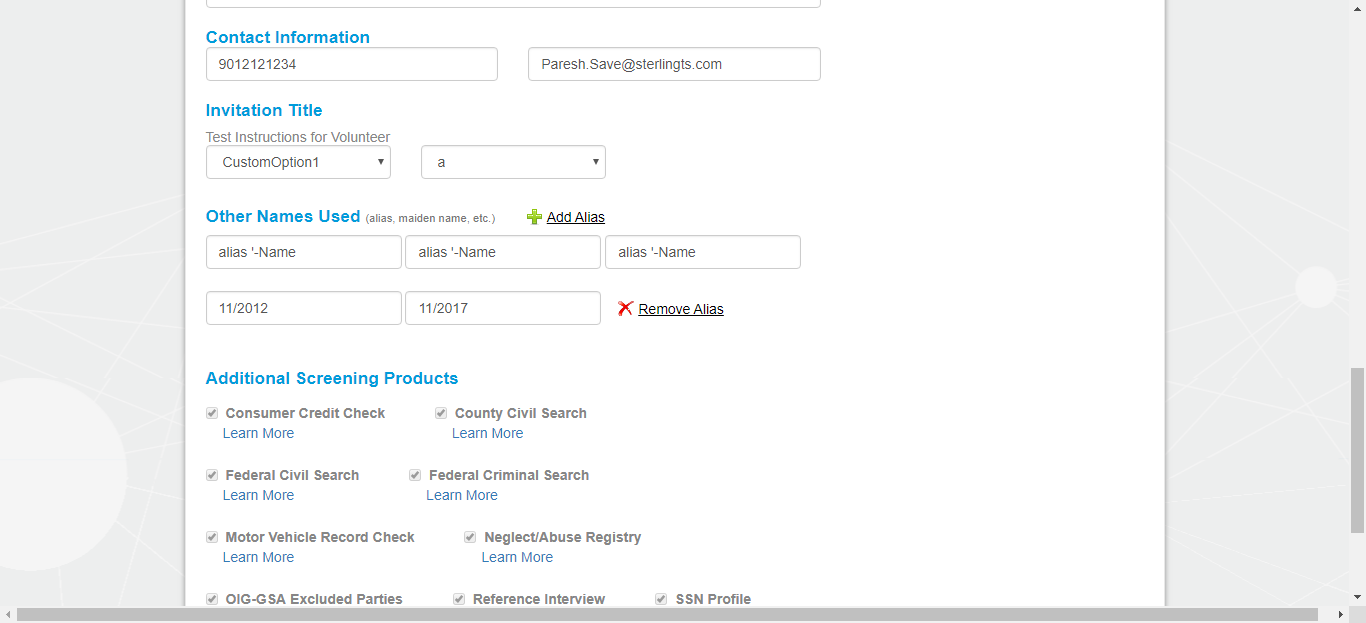 Contact Information
9012121234 Paresh.Save@sterlingts.com
Invitation Title
Test Instructions for Volunteer
CustomOption1 a
Other Names Used (alias, maiden name, etc.) Add Alias
alias '-Name alias '-Name alias '-Name
11/2012 11/2017 Remove Alias
Additional Screening Products
Consumer Credit Check County Civil Search
Learn More Learn More
Federal Civil Search Federal Criminal Search
Learn More Learn More
Motor Vehicle Record Check Neglect/Abuse Registry
Learn More Learn More
OIG-GSA Excluded Parties Reference Interview SSN Profile